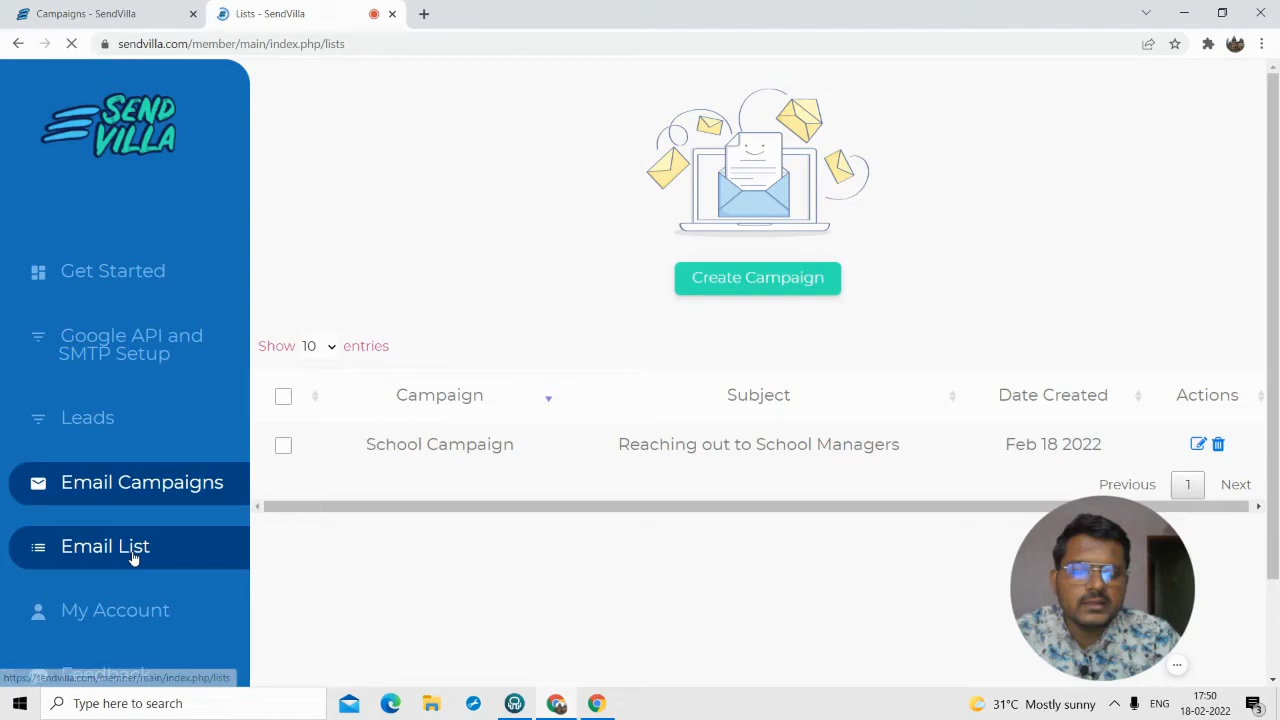 Campaigns - SendVilla
Lists - SendVilla
sendvilla.com/member/main/index.php/lists
SEND
VILLA
Get Started
Google API and
SMTP Setup
Leads
Email Campaigns
Email List
My Account
Feedback
https://sendvilla.com/member/main/index.php/lists
Create Campaign
Show 10 entries
Campaign Subject Date Created Actions
School Campaign Reaching out to School Managers Feb 18 2022
Previous 1 Next
Type here to search
31°C Mostly sunny
ENG
17:50
18-02-2022
3